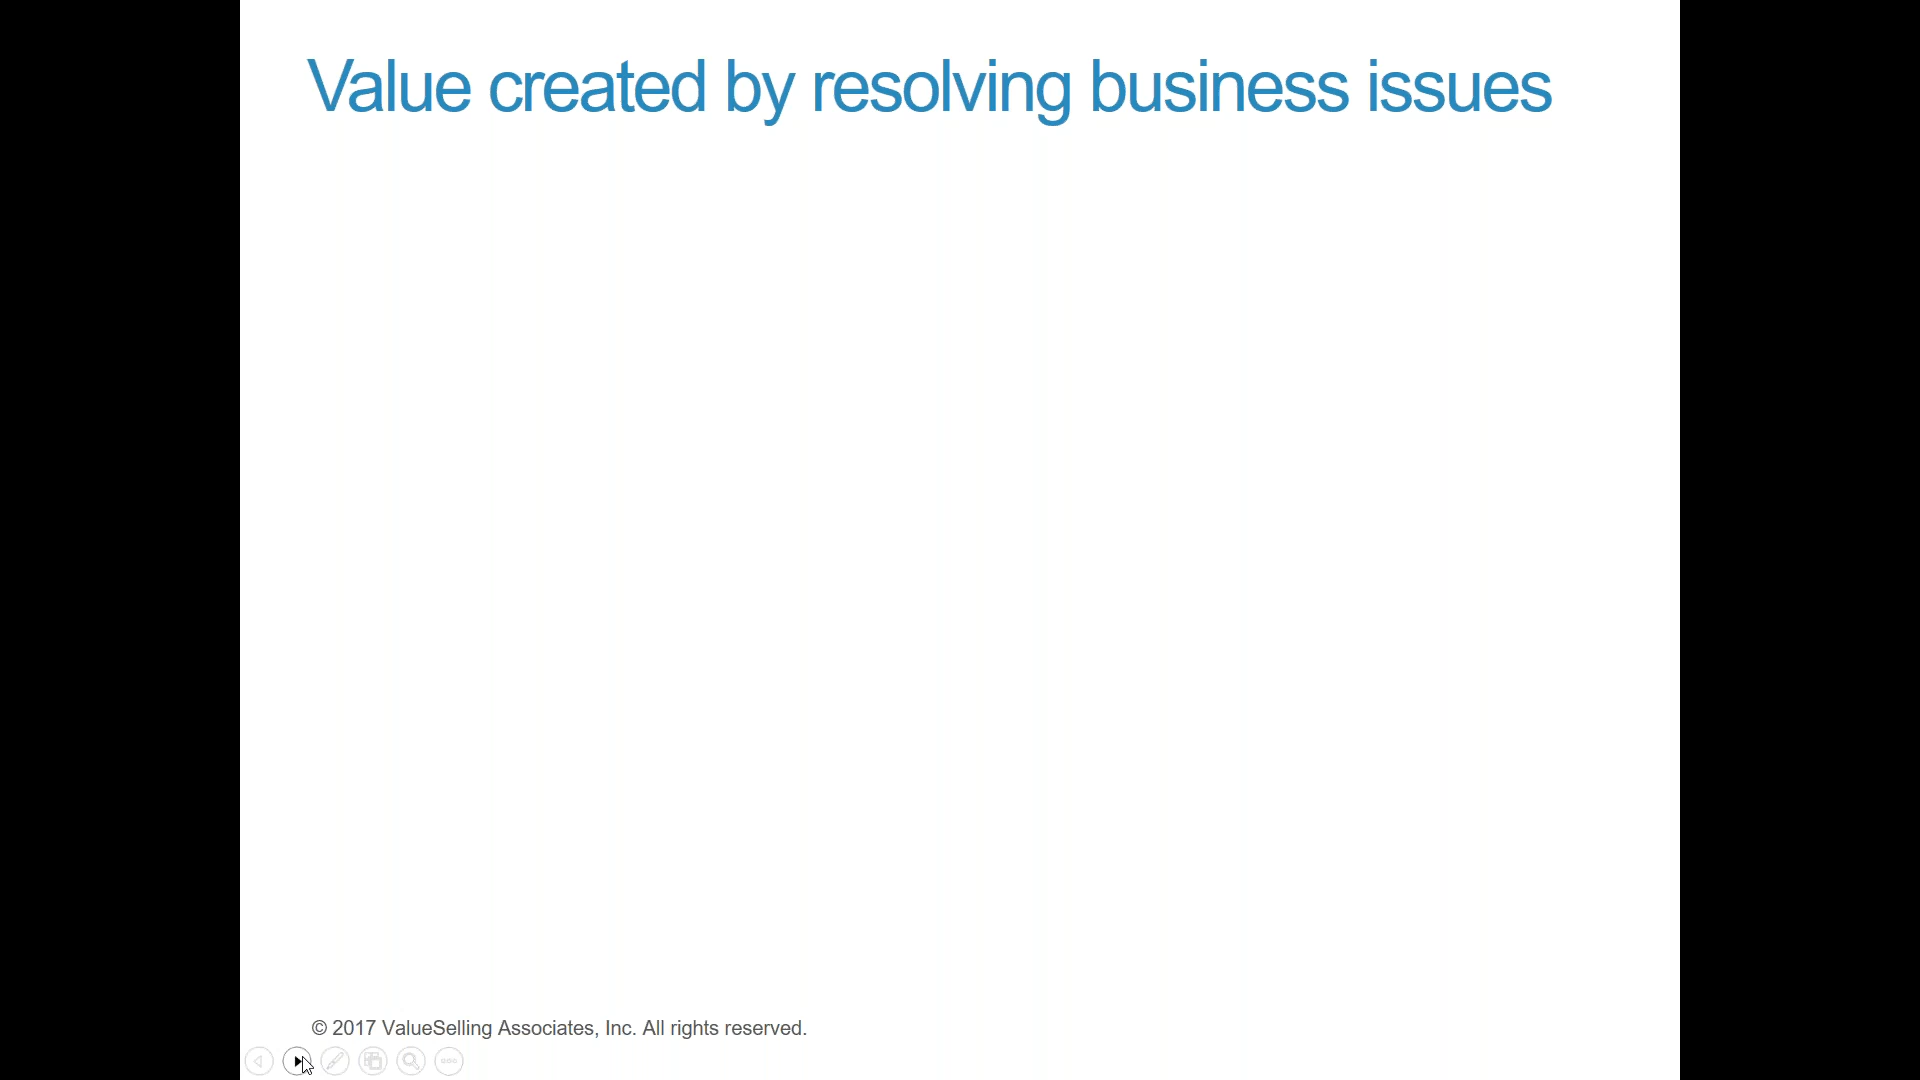 Value created by resolving business issues
© 2017 ValueSelling Associates, Inc. All rights reserved.